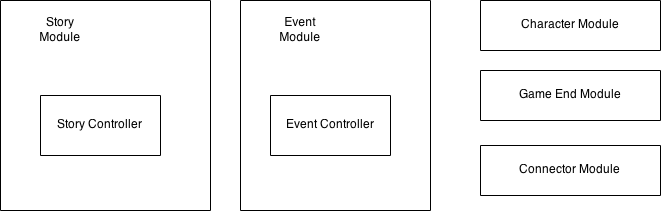 Story
Module
Story Controller
Event
Module
Event Controller
Character Module
Game End Module
Connector Module